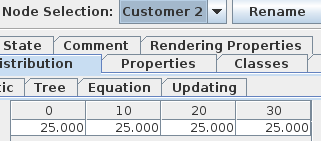 Node Selection: Customer 2 Rename
State Comment Rendering Properties
istribution Properties Classes
tic Tree Equation Updating
0 10 20 30
25.000 25.000 25.000 25.000